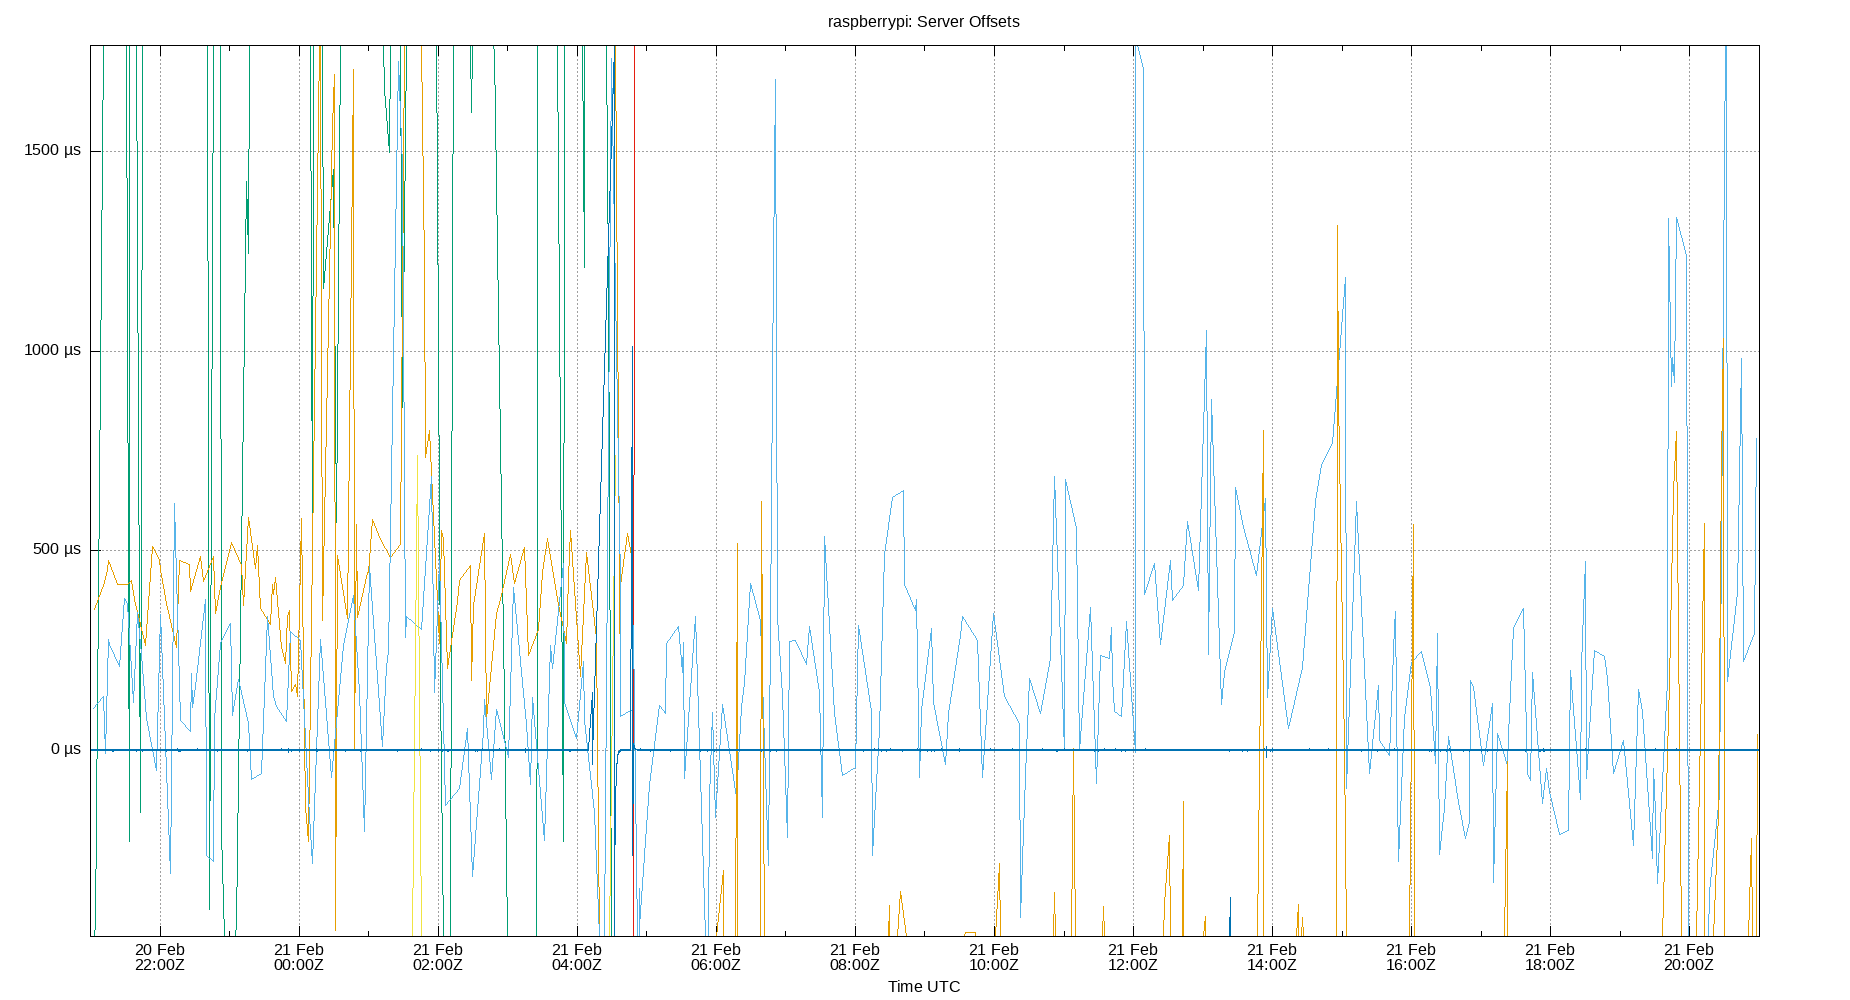 raspberrypi: Server Offsets
1500 µs
1000 µs
500 µs
0 µs
20 Feb
22:00Z
21 Feb
00:00Z
21 Feb
02:00Z
21 Feb
04:00Z
21 Feb
06:00Z
21 Feb
08:00Z
21 Feb
10:00Z
21 Feb
12:00Z
21 Feb
14:00Z
21 Feb
16:00Z
21 Feb
18:00Z
21 Feb
20:00Z
Time UTC